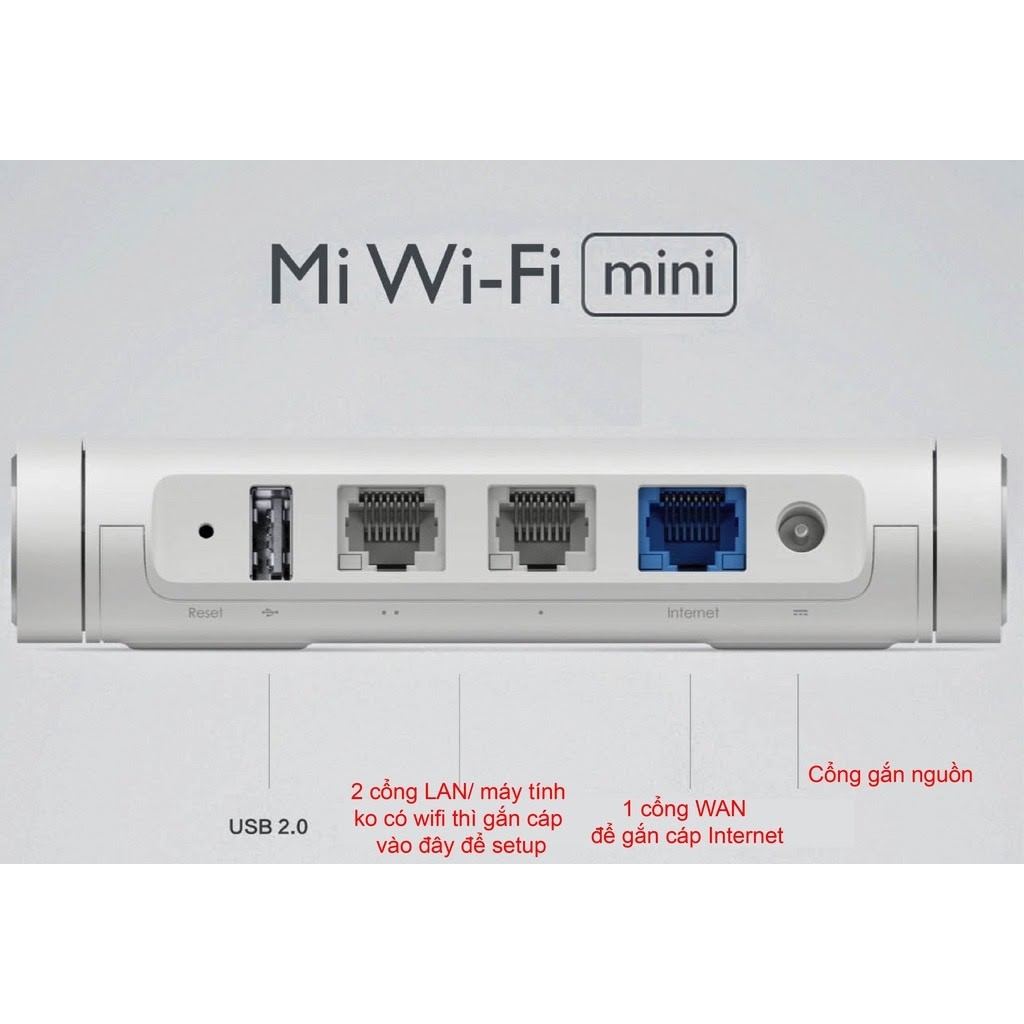 Mi Wi-Fi mini
Reset
Internet
USB 2.0
2 cổng LAN/ máy tính
ko có wifi thì gắn cáp
vào đây để setup
1 cổng WAN
để gắn cáp Internet
Cổng gắn nguồn